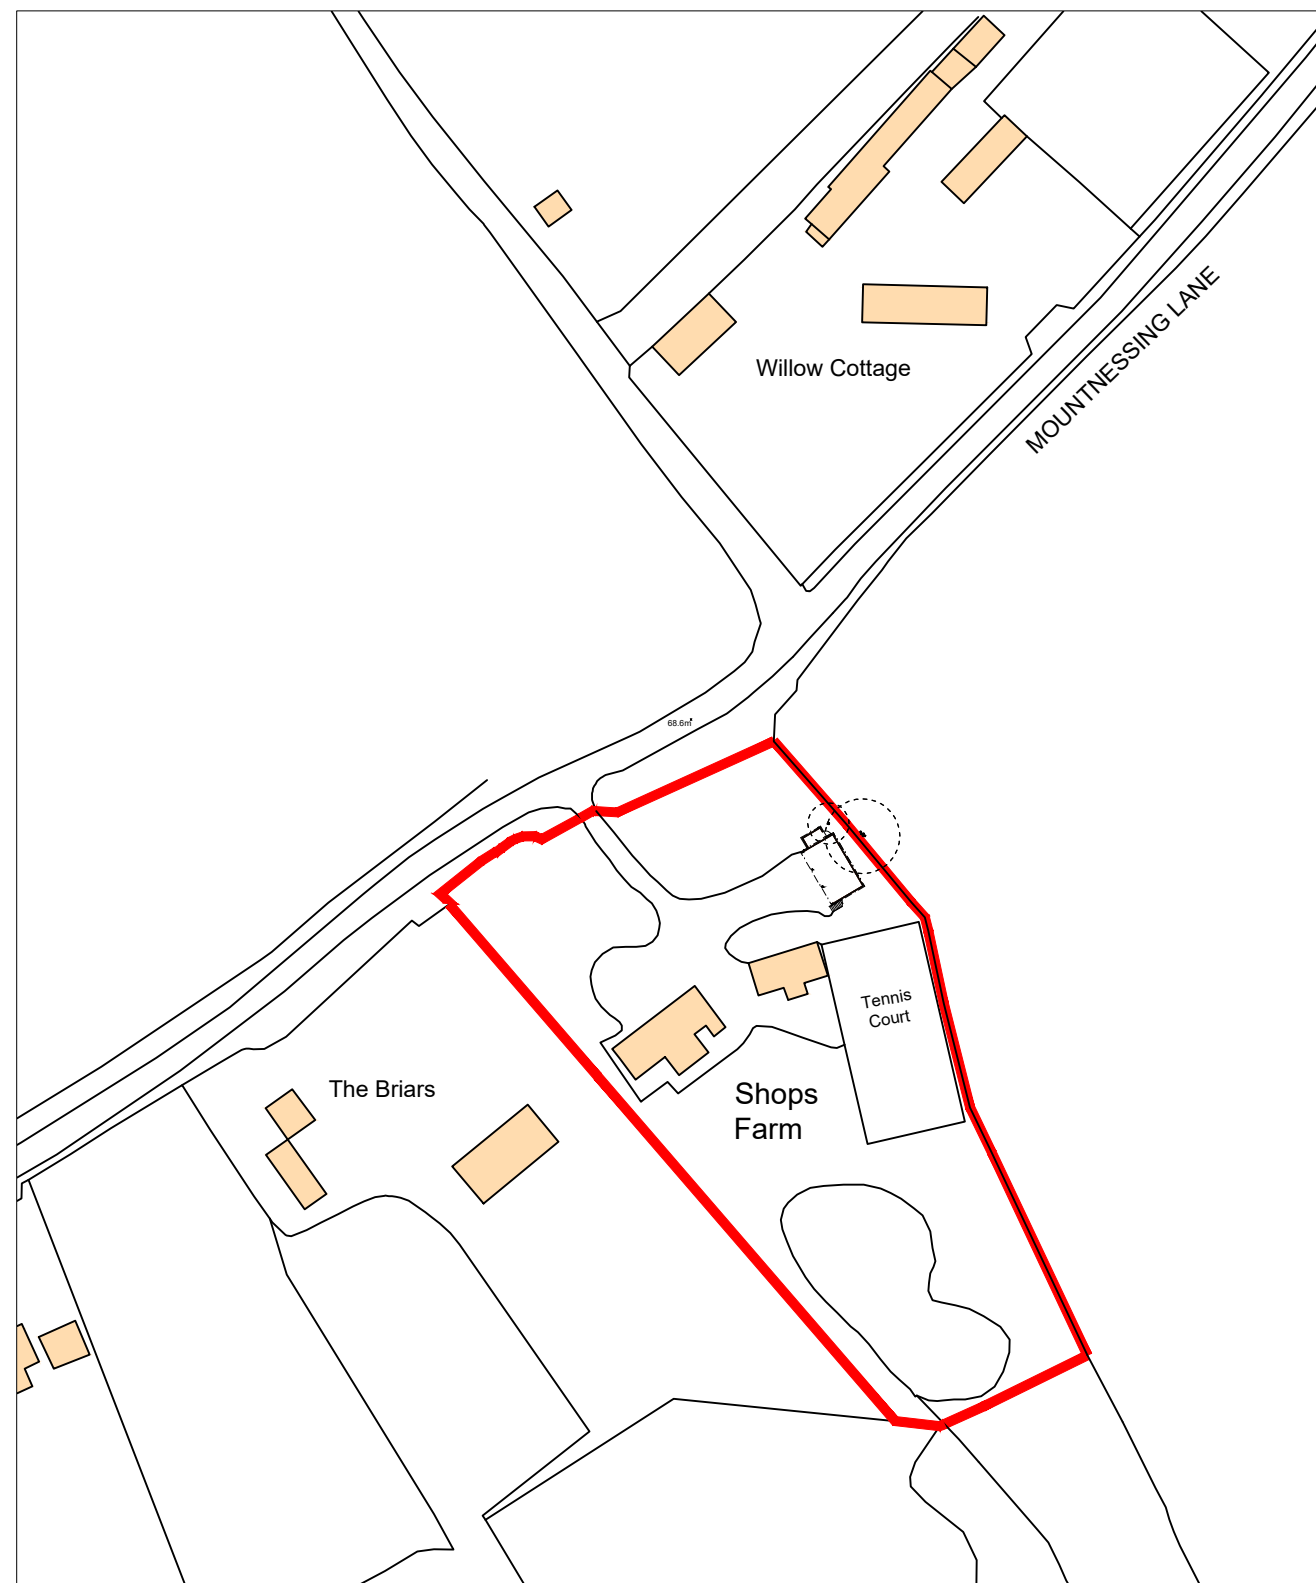 Willow Cottage
MOUNTNESSING LANE
68.6m
Tennis
Court
The Briars
Shops
Farm